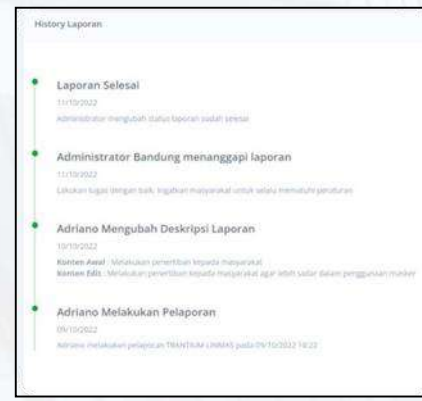 History Laporan
Laporan Selesai
11/10/2022
Administrator mengubah status laporan sudah selesai
Administrator Bandung menanggapi laporan
11/10/2022
Lakukan tugas dengan baik, ingatkan masyarakat untuk selalu mematuhi peraturan
Adriano Mengubah Deskripsi Laporan
10/10/2022
Konten Awal : Melakukan penertiban kepada masyarakat
Konten Edit : Melakukan penertiban kepada masyarakat agar lebih sadar dalam penggunaan masker
Adriano Melakukan Pelaporan
09/10/2022
Adriano melakukan pelaporan TRANTIUM LINMAS pada 09/10/2022